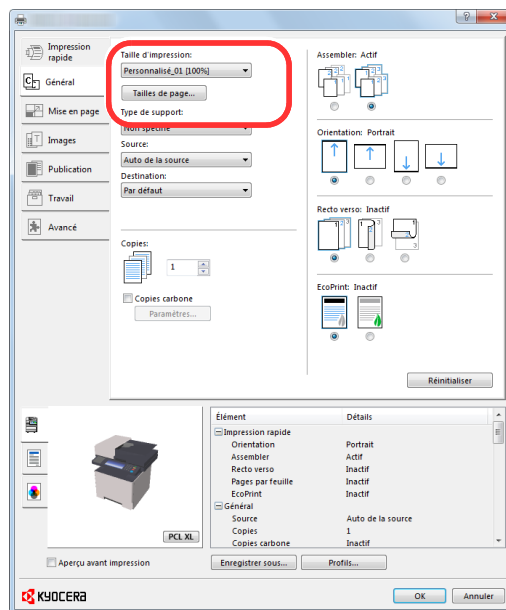 Impression
rapide
Général
Mise en page
Images
Publication
Travail
Avancé
Taille d'impression:
Personnalisé_01 [100%]
Tailles de page...
Type de support:
Non spécifié
Source:
Auto de la source
Destination:
Par défaut
Copies:
1
Copies carbone
Paramètres...
Assembler: Actif
Orientation: Portrait
Recto verso: Inactif
EcoPrint: Inactif
Réinitialiser
PCL XL
Aperçu avant impression
Élément Détails
Impression rapide
Orientation Portrait
Assembler Actif
Recto verso Inactif
Pages par feuille Inactif
EcoPrint Inactif
Général
Source Auto de la source
Copies 1
Copies carbone Inactif
Enregistrer sous... Profils...
KYOCERA
OK Annuler